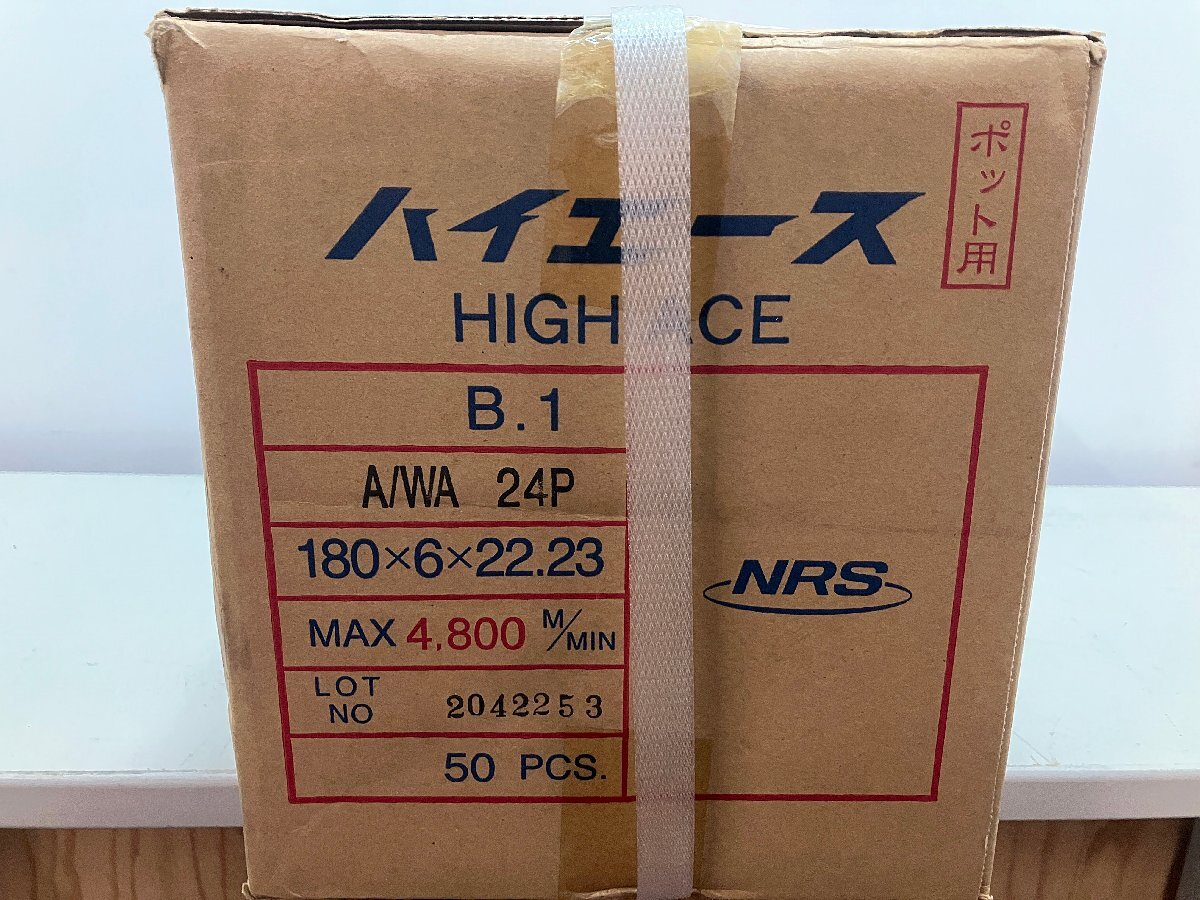 ハイエース
ポット用
HIGH ACE
B.1
A/WA 24P
180×6×22.23
MAX 4,800 M/MIN
LOT NO 2042253
50 PCS.
NRS